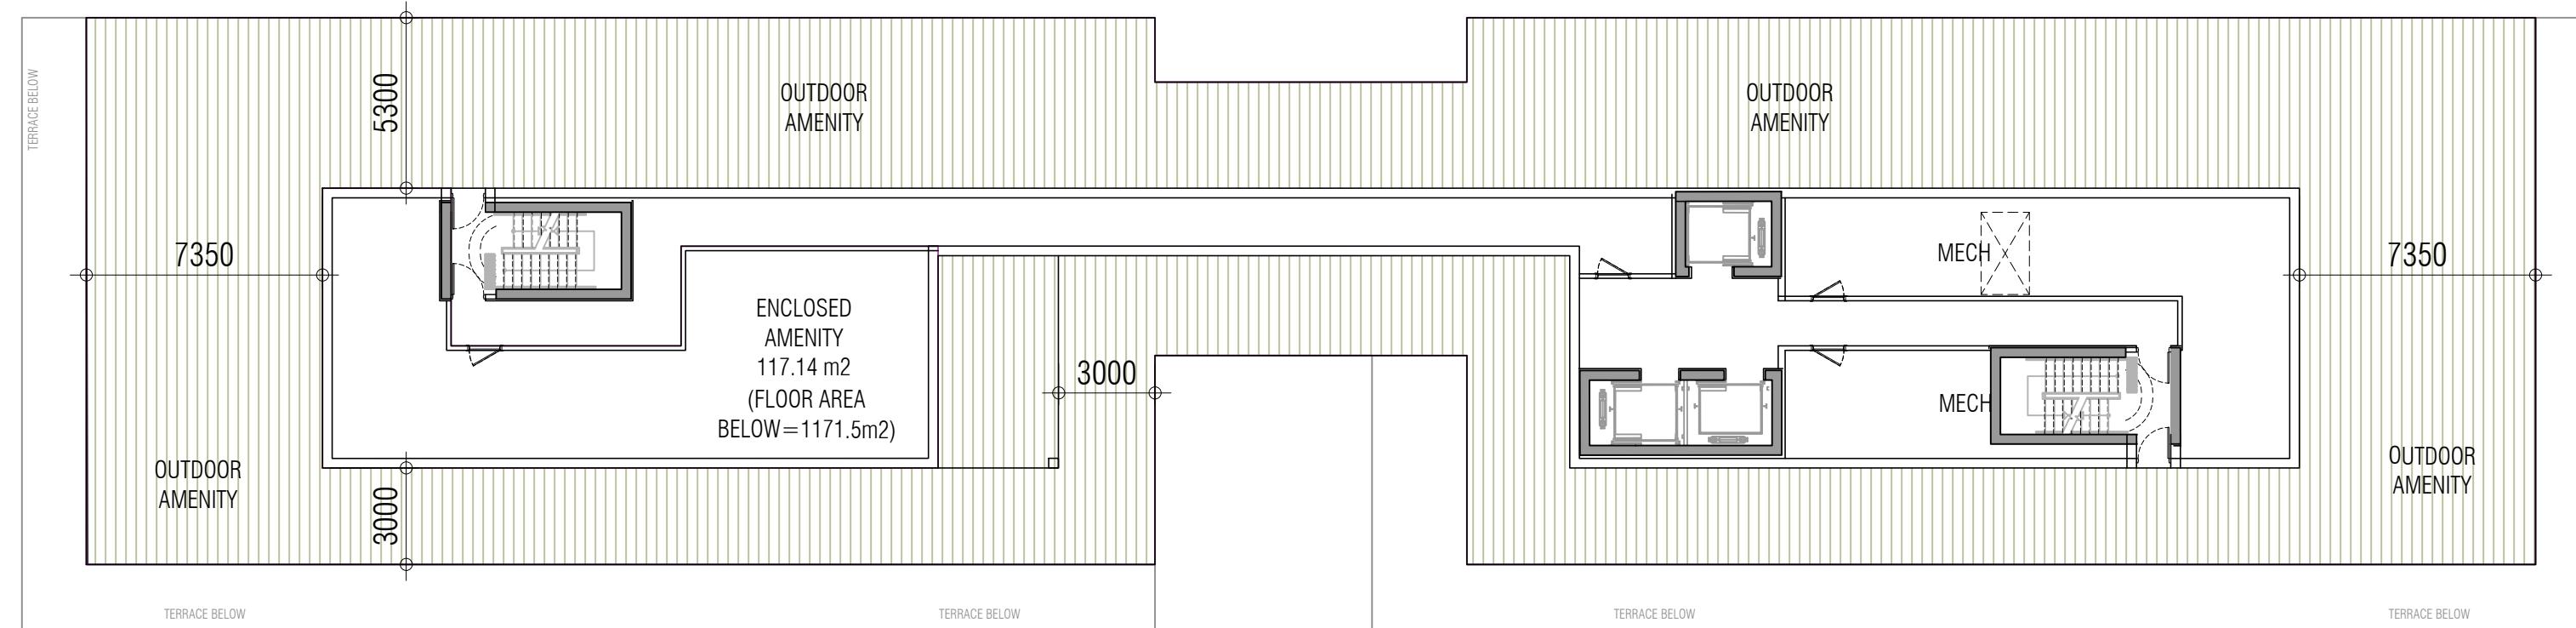 TERRACE BELOW
5300
OUTDOOR
AMENITY
OUTDOOR
AMENITY
7350
MECH
7350
ENCLOSED
AMENITY
117.14 m2
(FLOOR AREA
BELOW=1171.5m2)
3000
MECH
OUTDOOR
AMENITY
3000
OUTDOOR
AMENITY
TERRACE BELOW
TERRACE BELOW
TERRACE BELOW
TERRACE BELOW